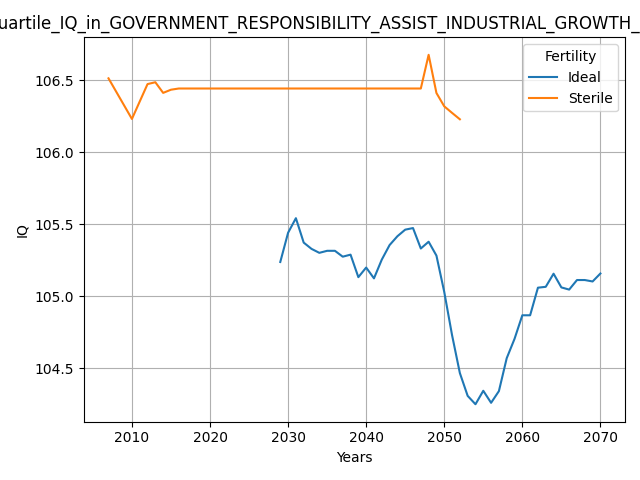 uartile_IQ_in_GOVERNMENT_RESPONSIBILITY_ASSIST_INDUSTRIAL_GROWTH_
Fertility
Ideal
Sterile
106.5
106.0
105.5
105.0
104.5
IQ
2010 2020 2030 2040 2050 2060 2070
Years